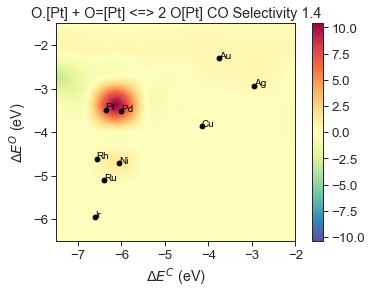 O.[Pt] + O=[Pt] <=> 2 O[Pt] CO Selectivity 1.4
10.0
−2
Au
7.5
Ag
−3
5.0
Pt
Pd
2.5
ΔE^O (eV)
−4
Cu
0.0
Rh
Ni
−2.5
−5
Ru
−5.0
−6
Ir
−7.5
−10.0
−7
−6
−5
−4
−3
−2
ΔE^C (eV)